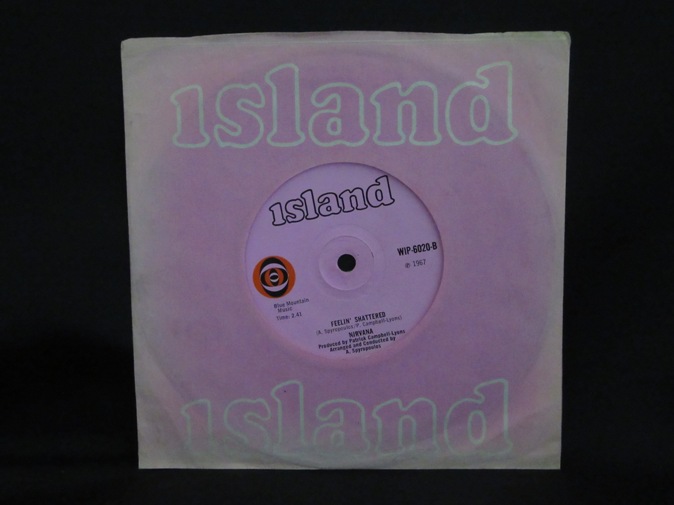 island
island
WIP-6020-B
℗ 1967
Blue Mountain
Music
Time: 2.41
FEELIN' SHATTERED
(A. Spyropoulos/P. Campbell-Lyons)
NIRVANA
Produced by Patrick Campbell-Lyons
Arranged and Conducted by
A. Spyropoulos
island